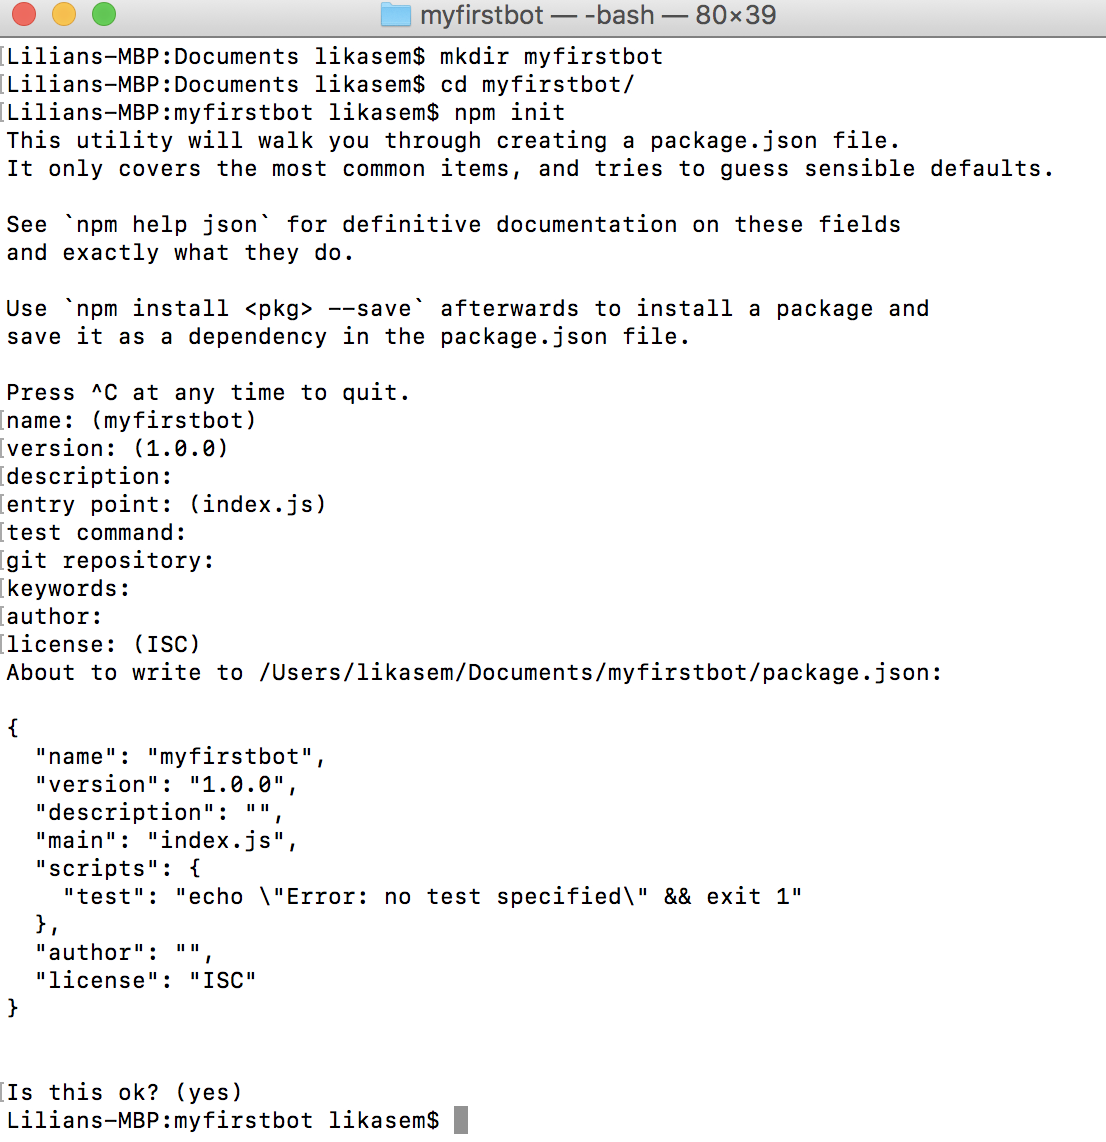 myfirstbot — -bash — 80×39
Lilians-MBP:Documents likasem$ mkdir myfirstbot
Lilians-MBP:Documents likasem$ cd myfirstbot/
Lilians-MBP:myfirstbot likasem$ npm init
This utility will walk you through creating a package.json file.
It only covers the most common items, and tries to guess sensible defaults.

See `npm help json` for definitive documentation on these fields
and exactly what they do.

Use `npm install <pkg> --save` afterwards to install a package and
save it as a dependency in the package.json file.

Press ^C at any time to quit.
name: (myfirstbot)
version: (1.0.0)
description:
entry point: (index.js)
test command:
git repository:
keywords:
author:
license: (ISC)
About to write to /Users/likasem/Documents/myfirstbot/package.json:

{
  "name": "myfirstbot",
  "version": "1.0.0",
  "description": "",
  "main": "index.js",
  "scripts": {
    "test": "echo \"Error: no test specified\" && exit 1"
  },
  "author": "",
  "license": "ISC"
}

Is this ok? (yes)
Lilians-MBP:myfirstbot likasem$